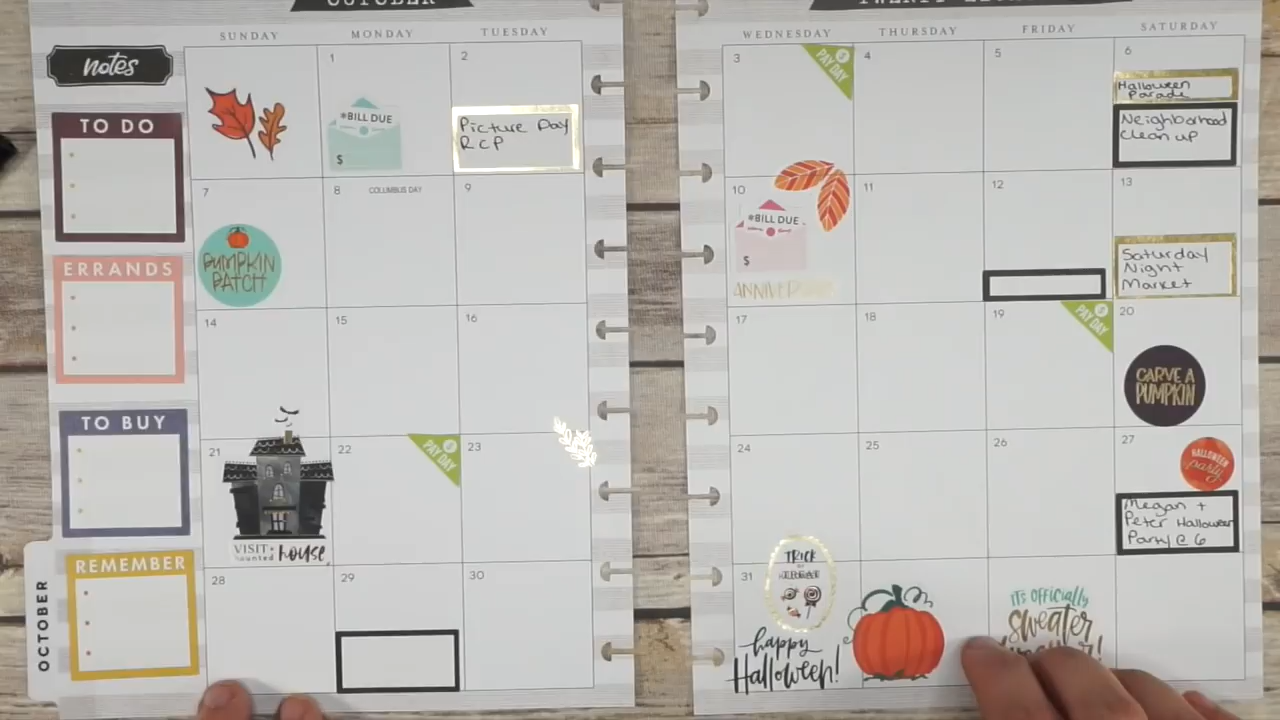 OCTOBER
SUNDAY MONDAY TUESDAY
WEDNESDAY THURSDAY FRIDAY SATURDAY
notes
TO DO
ERRANDS
TO BUY
REMEMBER
OCTOBER
1 2
*BILL DUE
$
Picture Day
RCP
7 8 COLUMBUS DAY 9
PUMPKIN
PATCH
14 15 16
21 22 23
PAY DAY
VISIT a
haunted house
28 29 30
3 4 5 6
PAY DAY
Halloween
Parade
Neighborhood
clean up
10 11 12 13
*BILL DUE
$
ANNIVERSARY
Saturday
Night
Market
17 18 19 20
PAY DAY
CARVE A
PUMPKIN
24 25 26 27
HALLOWEEN
party
Megan +
Peter Halloween
Party @ 6
31
TRICK
or
TREAT
happy
Halloween!
IT'S OFFICIALLY
sweater
weather!